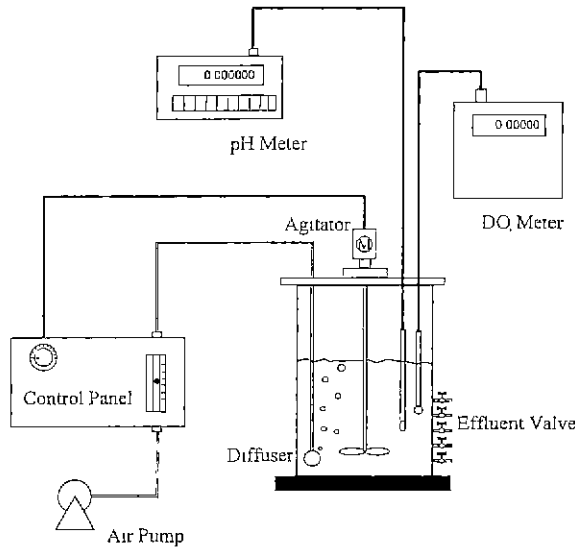 0.000000
pH Meter
0.00000
DO, Meter
Agitator
M
Control Panel
Effluent Valve
Diffuser
Air Pump